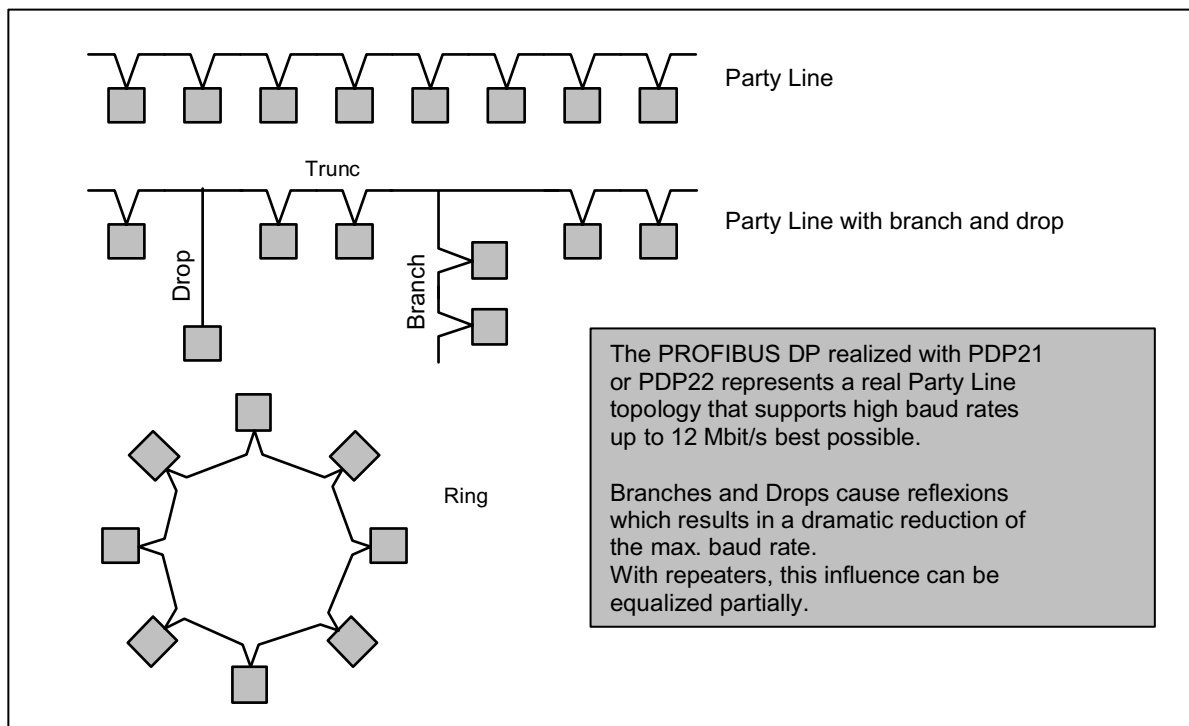 Party Line
Trunc
Party Line with branch and drop
Drop
Branch
The PROFIBUS DP realized with PDP21
or PDP22 represents a real Party Line
topology that supports high baud rates
up to 12 Mbit/s best possible.
Branches and Drops cause reflexions
which results in a dramatic reduction of
the max. baud rate.
With repeaters, this influence can be
equalized partially.
Ring